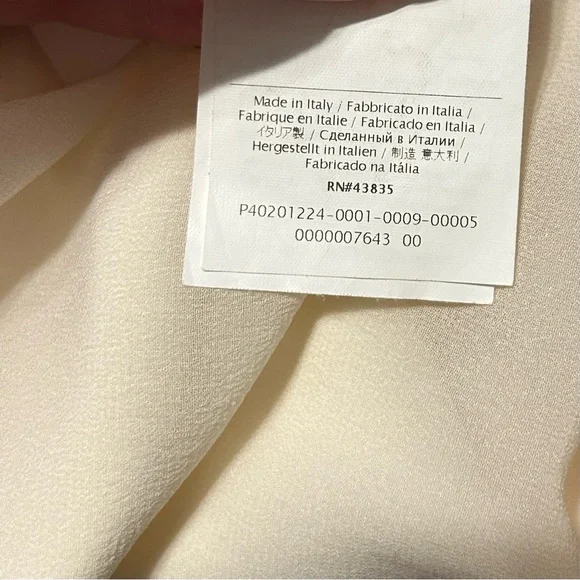 Made in Italy / Fabbricato in Italia /
Fabrique en Italie / Fabricado en Italia /
イタリア製 / Сделанный в Италии /
Hergestellt in Italien / 制造 意大利 /
Fabricado na Itália
RN#43835
P40201224-0001-0009-00005
0000007643 00